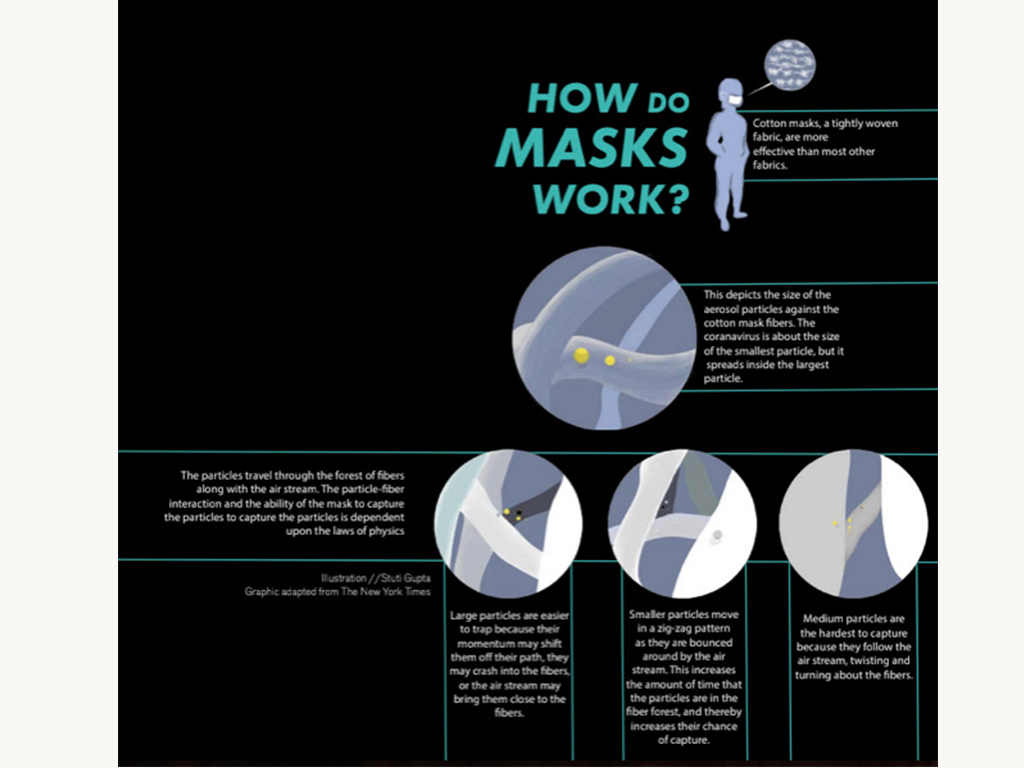 HOW DO
MASKS
WORK?
Cotton masks, a tightly woven
fabric, are more
effective than most other
fabrics.
This depicts the size of the
aerosol particles against the
cotton mask fibers. The
coranavirus is about the size
of the smallest particle, but it
spreads inside the largest
particle.
The particles travel through the forest of fibers
along with the air stream. The particle-fiber
interaction and the ability of the mask to capture
the particles to capture the particles is dependent
upon the laws of physics
Illustration //Stuti Gupta
Graphic adapted from The New York Times
Large particles are easier
to trap because their
momentum may shift
them off their path, they
may crash into the fibers,
or the air stream may
bring them close to the
fibers.
Smaller particles move
in a zig-zag pattern
as they are bounced
around by the air
stream. This increases
the amount of time that
the particles are in the
fiber forest, and thereby
increases their chance
of capture.
Medium particles are
the hardest to capture
because they follow the
air stream, twisting and
turning about the fibers.